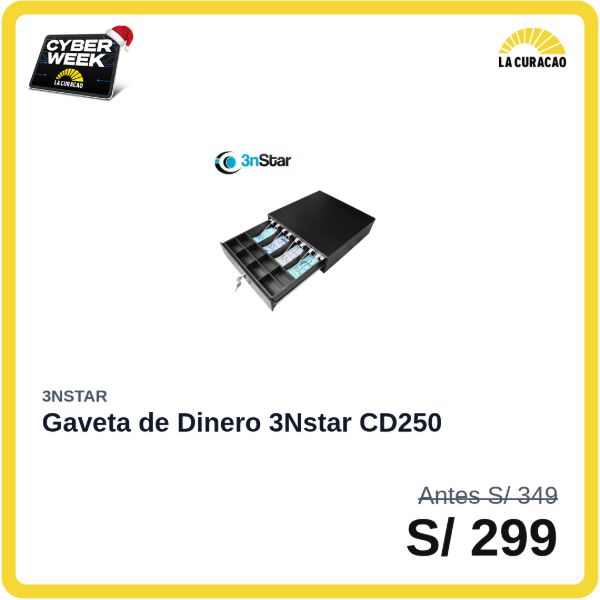 CYBER
WEEK
LA CURACAO
LA CURACAO
3nStar
3NSTAR
Gaveta de Dinero 3Nstar CD250
Antes S/ 349
S/ 299